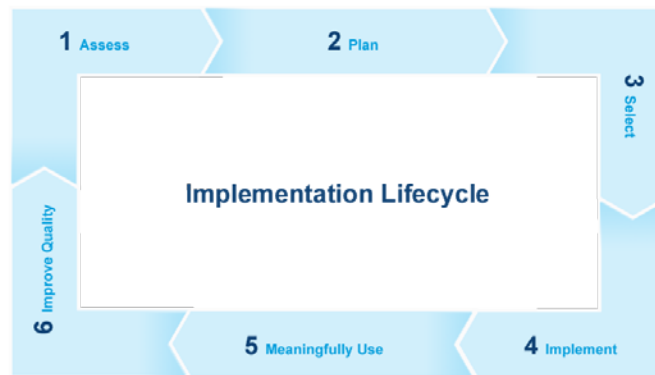 1 Assess
2 Plan
3 Select
Implementation Lifecycle
4 Implement
5 Meaningfully Use
6 Improve Quality